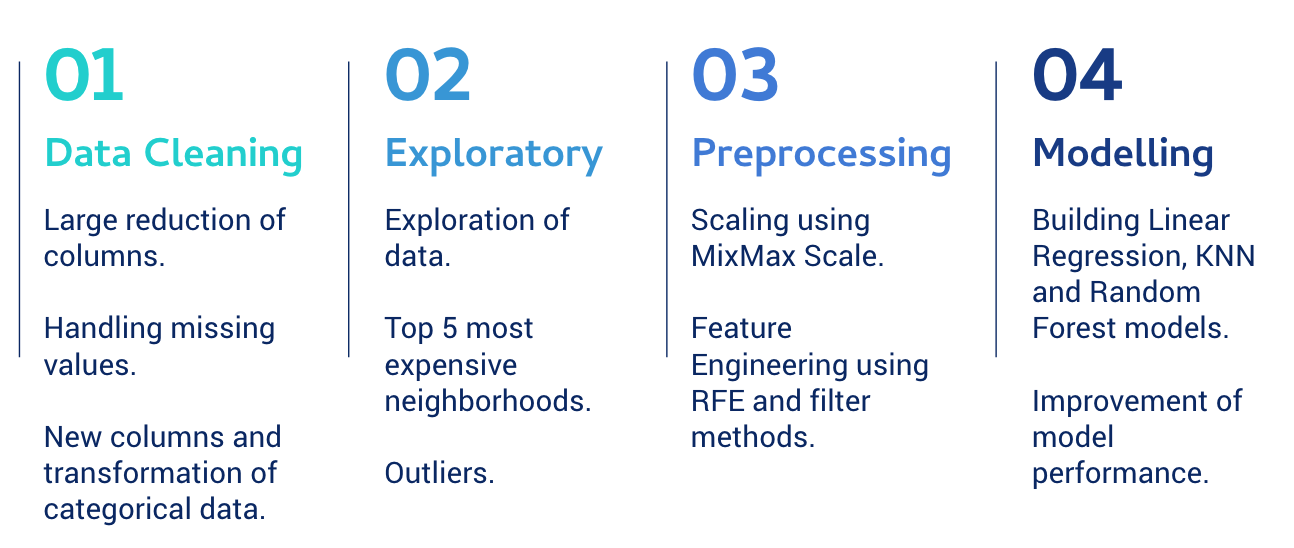 01
Data Cleaning
Large reduction of
columns.
Handling missing
values.
New columns and
transformation of
categorical data.
02
Exploratory
Exploration of
data.
Top 5 most
expensive
neighborhoods.
Outliers.
03
Preprocessing
Scaling using
MixMax Scale.
Feature
Engineering using
RFE and filter
methods.
04
Modelling
Building Linear
Regression, KNN
and Random
Forest models.
Improvement of
model
performance.